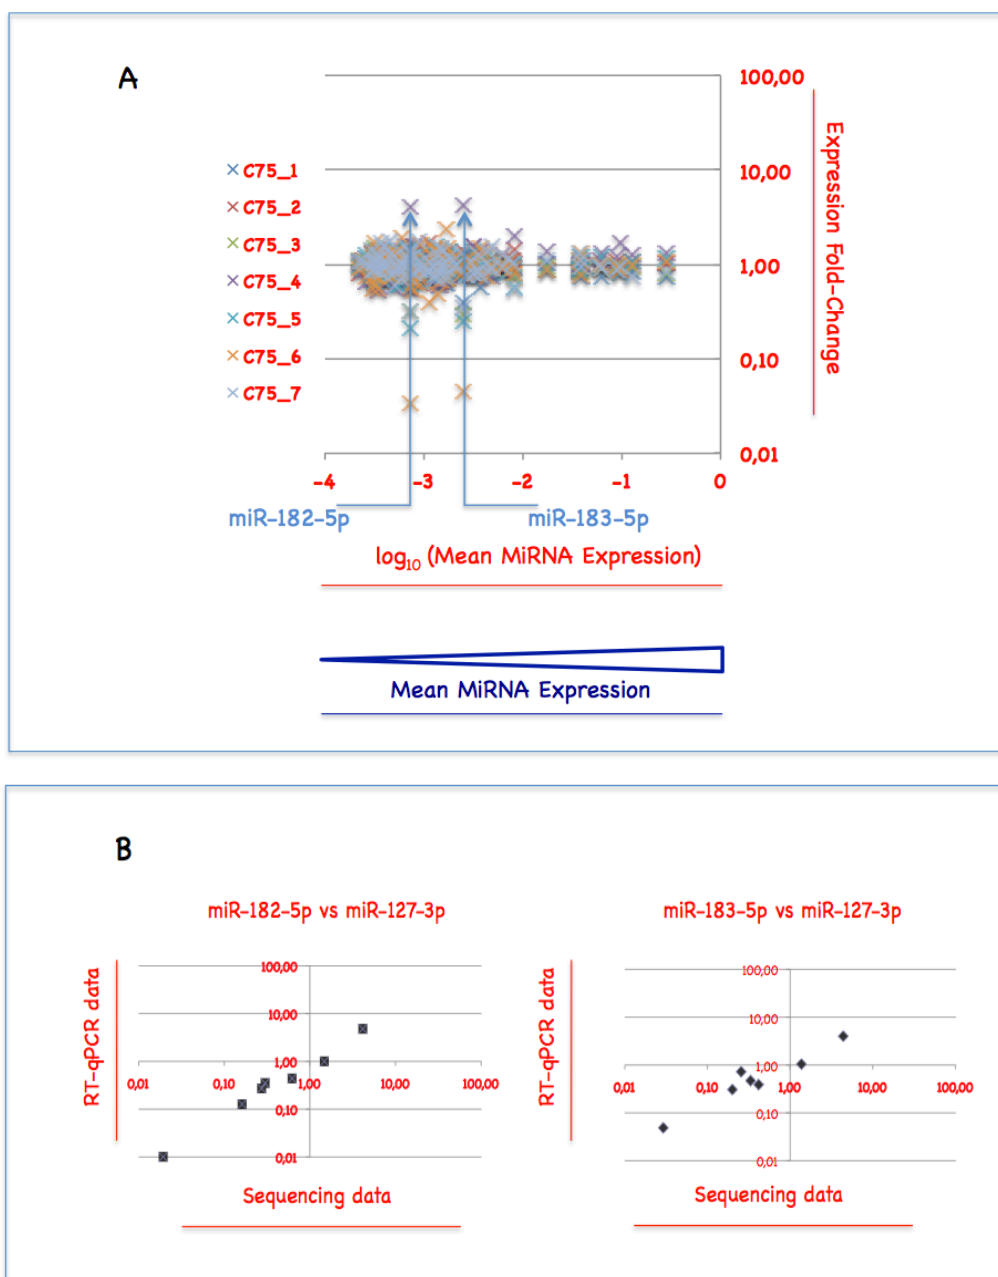 A
100,00
10,00
1,00
0,10
0,01
Expression Fold-Change
C75_1
C75_2
C75_3
C75_4
C75_5
C75_6
C75_7
-4 -3 -2 -1 0
miR-182-5p miR-183-5p
log10 (Mean MiRNA Expression)
Mean MiRNA Expression
B
miR-182-5p vs miR-127-3p
RT-qPCR data
100,00
10,00
1,00
0,01 0,10 1,00 10,00 100,00
0,10
0,01
Sequencing data
miR-183-5p vs miR-127-3p
RT-qPCR data
100,00
10,00
1,00
0,01 0,10 1,00 10,00 100,00
0,10
0,01
Sequencing data